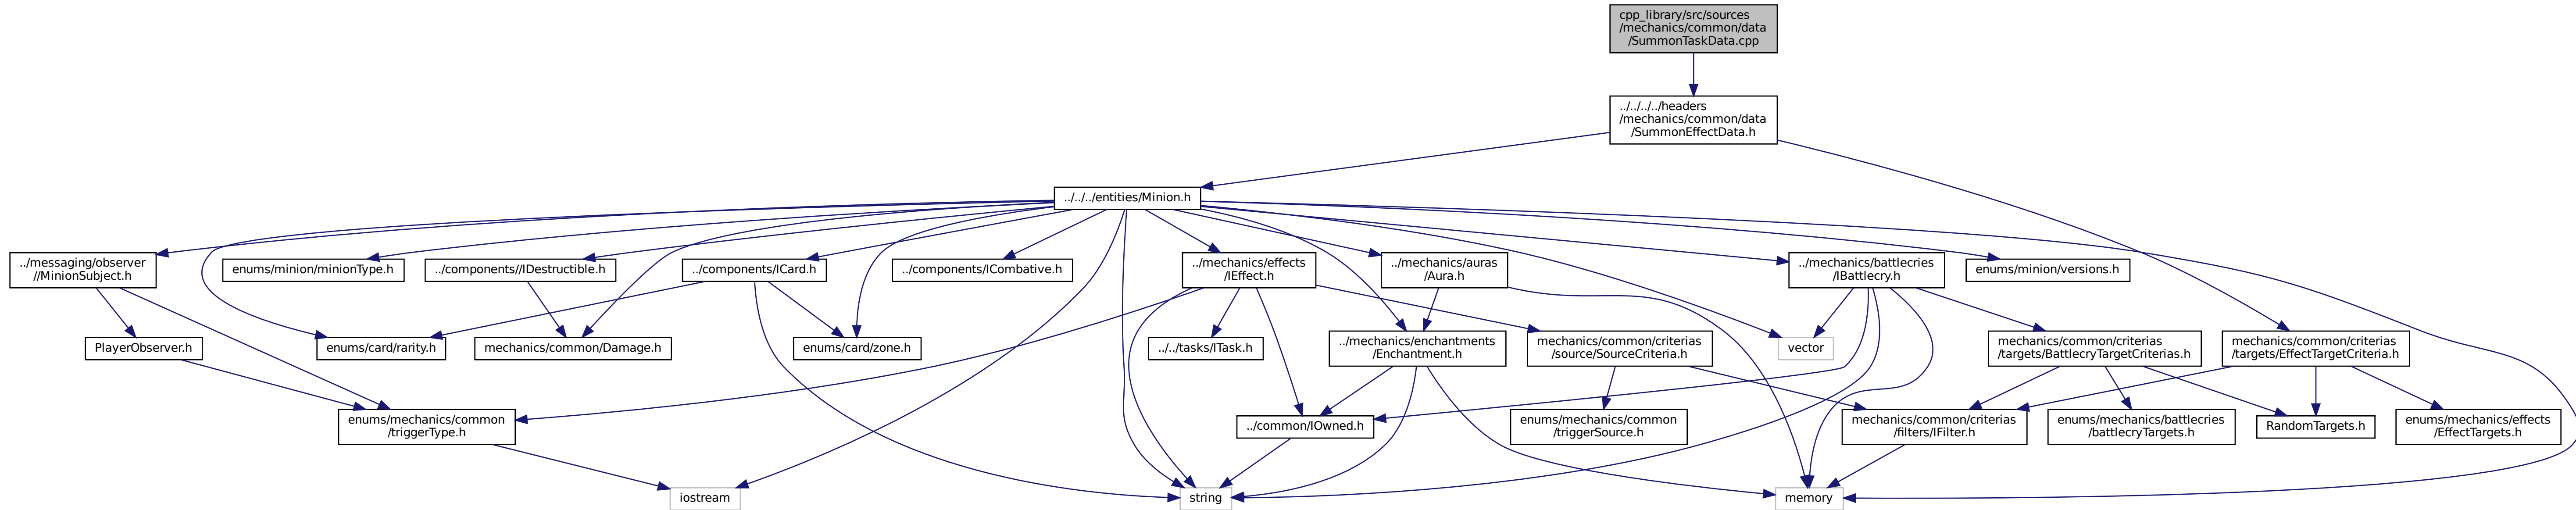 cpp_library/src/sources
/mechanics/common/data
/SummonTaskData.cpp
../../../../headers
/mechanics/common/data
/SummonEffectData.h
../../../entities/Minion.h
../messaging/observer
//MinionSubject.h
enums/minion/minionType.h
../components//IDestructible.h
../components/ICard.h
../components/ICombative.h
../mechanics/effects
/IEffect.h
../mechanics/auras
/Aura.h
../mechanics/battlecries
/IBattlecry.h
enums/minion/versions.h
PlayerObserver.h
enums/card/rarity.h
mechanics/common/Damage.h
enums/card/zone.h
../../tasks/ITask.h
../mechanics/enchantments
/Enchantment.h
mechanics/common/criterias
/source/SourceCriteria.h
vector
mechanics/common/criterias
/targets/BattlecryTargetCriterias.h
mechanics/common/criterias
/targets/EffectTargetCriteria.h
enums/mechanics/common
/triggerType.h
../common/IOwned.h
enums/mechanics/common
/triggerSource.h
mechanics/common/criterias
/filters/IFilter.h
enums/mechanics/battlecries
/battlecryTargets.h
RandomTargets.h
enums/mechanics/effects
/EffectTargets.h
iostream
string
memory